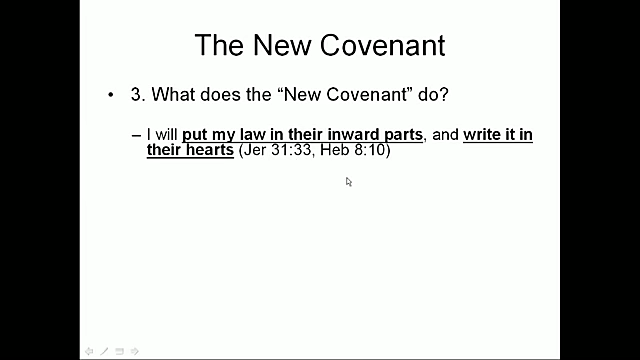 The New Covenant
• 3. What does the “New Covenant” do?
– I will put my law in their inward parts, and write it in
their hearts (Jer 31:33, Heb 8:10)